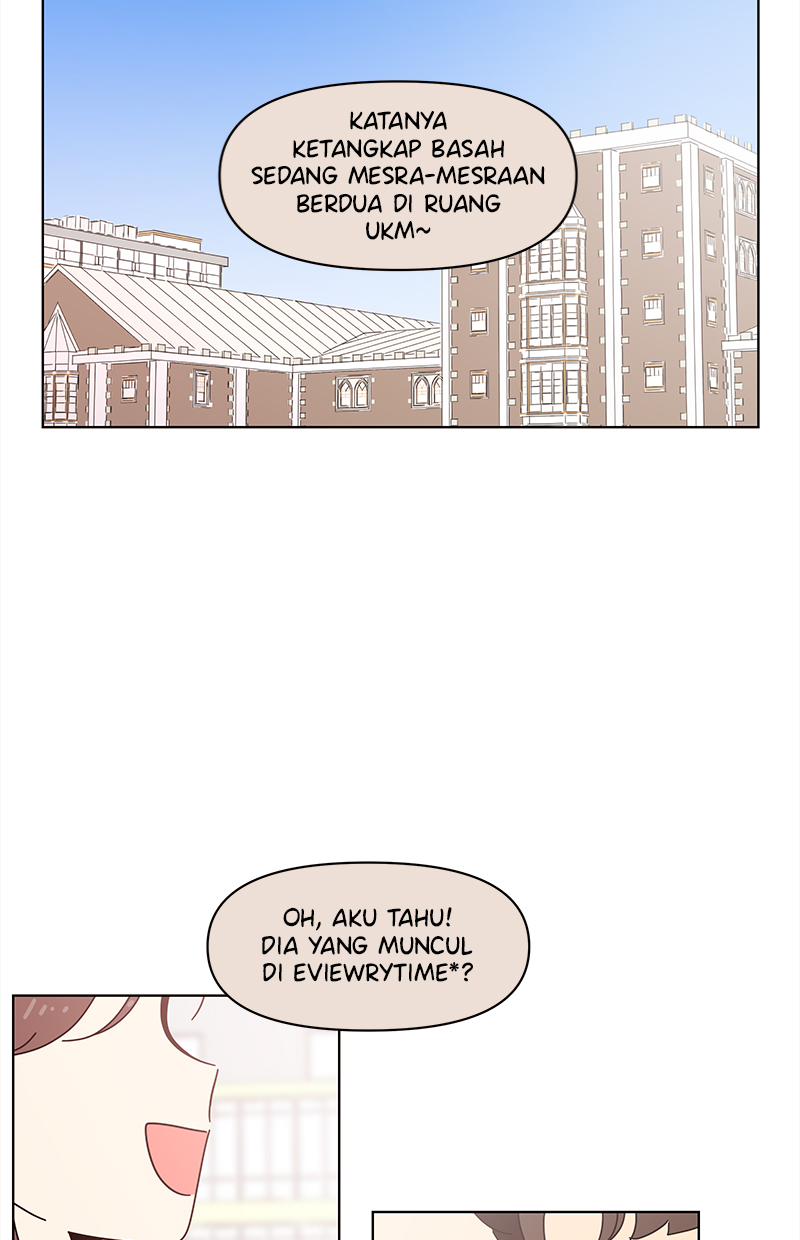 KATANYA
KETANGKAP BASAH
SEDANG MESRA-MESRAAN
BERDUA DI RUANG
UKM~
OH, AKU TAHU!
DIA YANG MUNCUL
DI EVIEWRYTIME*?